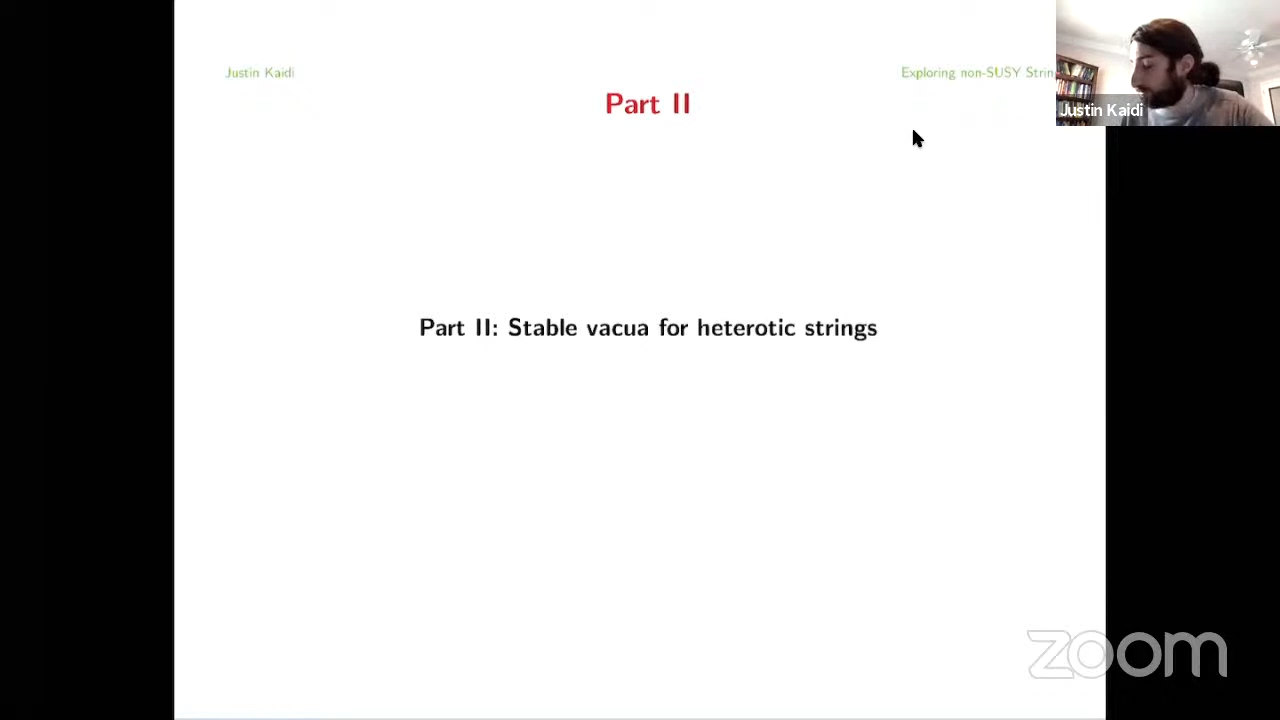 Justin Kaidi
Exploring non-SUSY Strin
Part II
Justin Kaidi
Part II: Stable vacua for heterotic strings
zoom